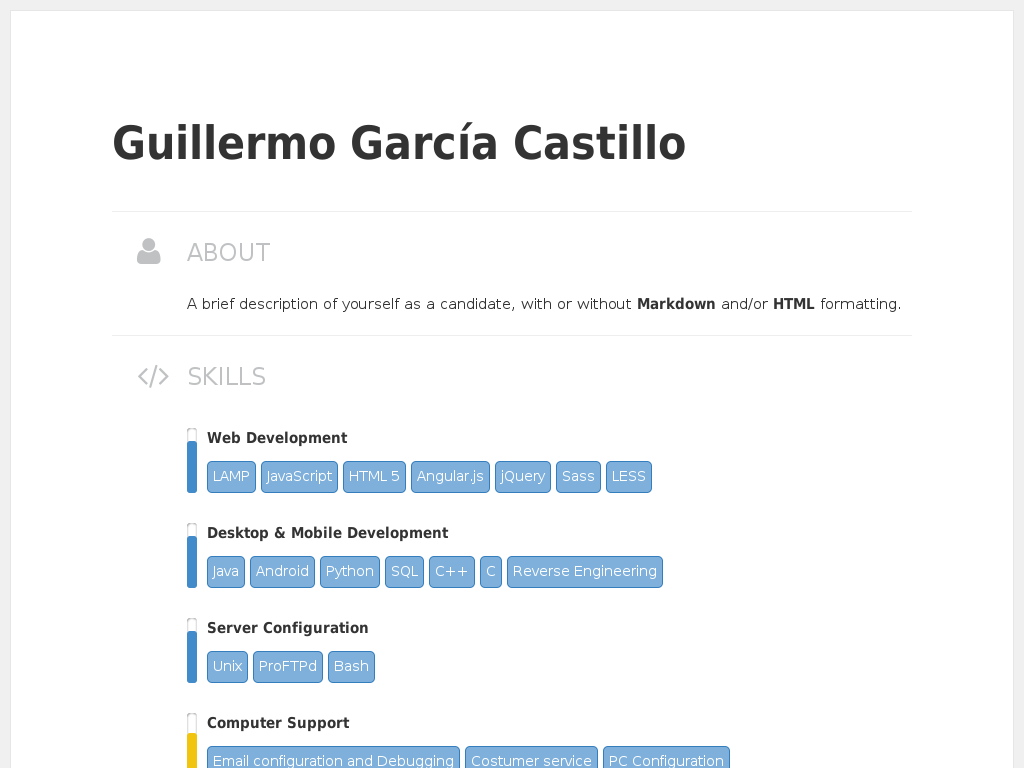 Guillermo García Castillo
ABOUT
A brief description of yourself as a candidate, with or without Markdown and/or HTML formatting.
SKILLS
Web Development
LAMP JavaScript HTML 5 Angular.js jQuery Sass LESS
Desktop & Mobile Development
Java Android Python SQL C++ C Reverse Engineering
Server Configuration
Unix ProFTPd Bash
Computer Support
Email configuration and Debugging Costumer service PC Configuration